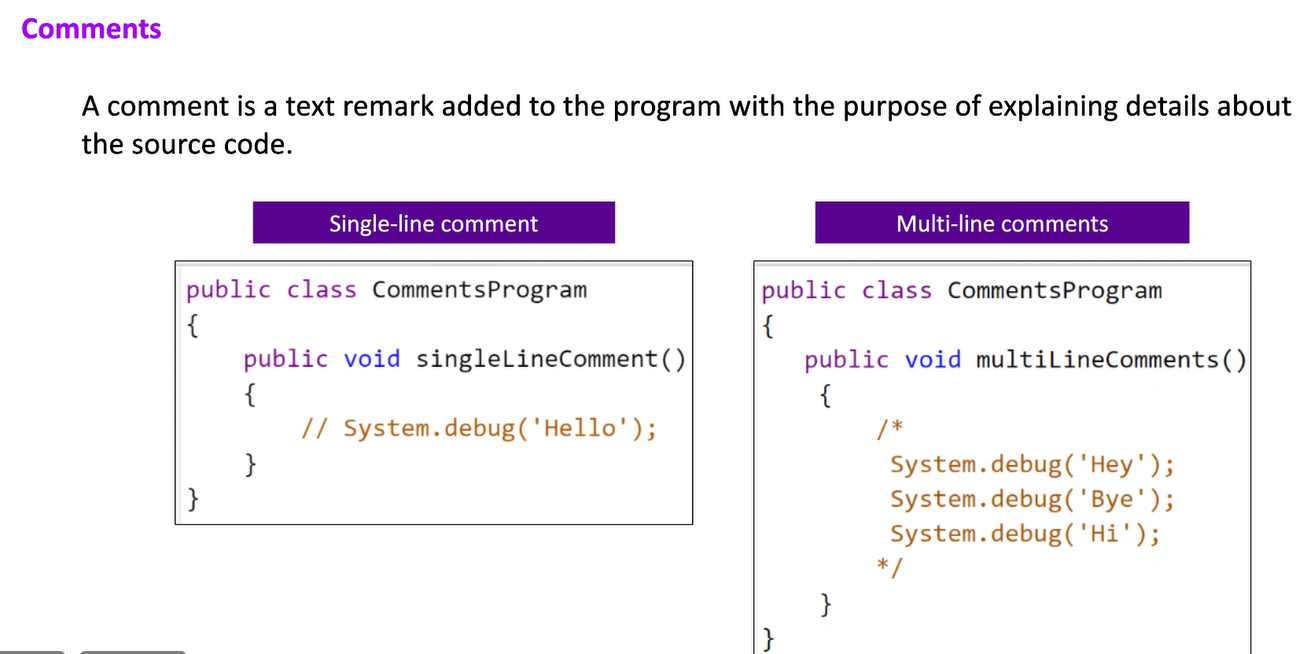 Comments
A comment is a text remark added to the program with the purpose of explaining details about
the source code.
Single-line comment
public class CommentsProgram
{
public void singleLineComment()
{
// System.debug('Hello');
}
}
Multi-line comments
public class CommentsProgram
{
public void multiLineComments()
{
/*
System.debug('Hey');
System.debug('Bye');
System.debug('Hi');
*/
}
}